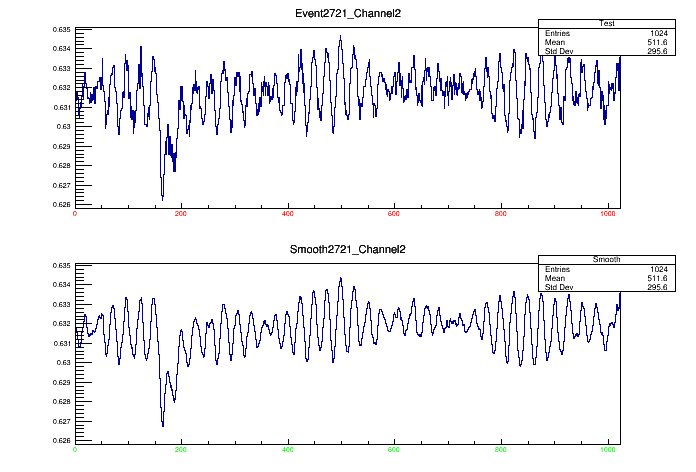 Event2721_Channel2
Test
Entries 1024
Mean 511.6
Std Dev 295.6
0.635
0.634
0.633
0.632
0.631
0.63
0.629
0.628
0.627
0.626
0 200 400 600 800 1000
Smooth2721_Channel2
Smooth
Entries 1024
Mean 511.6
Std Dev 295.6
0.635
0.634
0.633
0.632
0.631
0.63
0.629
0.628
0.627
0.626
0 200 400 600 800 1000